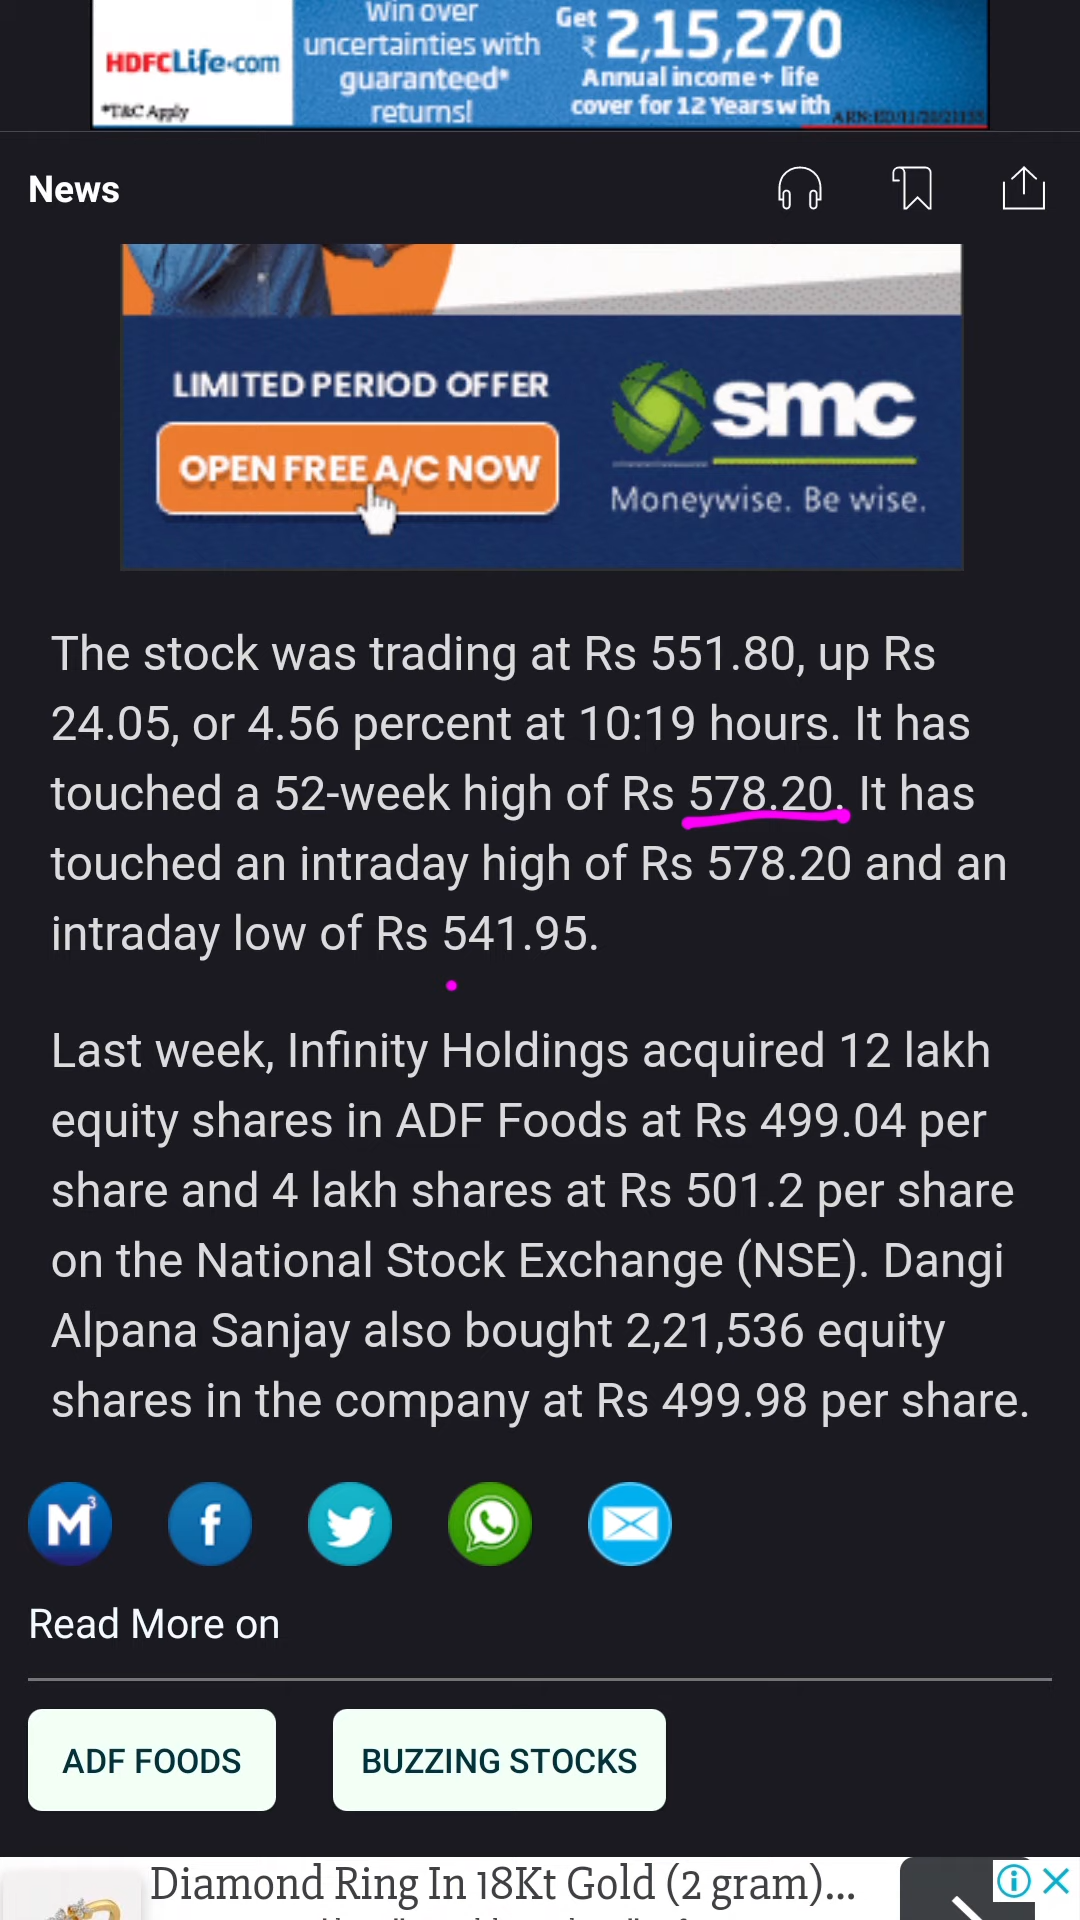 Win over
uncertainties with
guaranteed*
returns!
HDFCLife.com
*T&C Apply
Get
₹ 2,15,270
Annual income + life
cover for 12 Years with
News
LIMITED PERIOD OFFER
OPEN FREE A/C NOW
smc
Moneywise. Be wise.
The stock was trading at Rs 551.80, up Rs
24.05, or 4.56 percent at 10:19 hours. It has
touched a 52-week high of Rs 578.20. It has
touched an intraday high of Rs 578.20 and an
intraday low of Rs 541.95.
Last week, Infinity Holdings acquired 12 lakh
equity shares in ADF Foods at Rs 499.04 per
share and 4 lakh shares at Rs 501.2 per share
on the National Stock Exchange (NSE). Dangi
Alpana Sanjay also bought 2,21,536 equity
shares in the company at Rs 499.98 per share.
M3
Read More on
ADF FOODS
BUZZING STOCKS
Diamond Ring In 18Kt Gold (2 gram)...